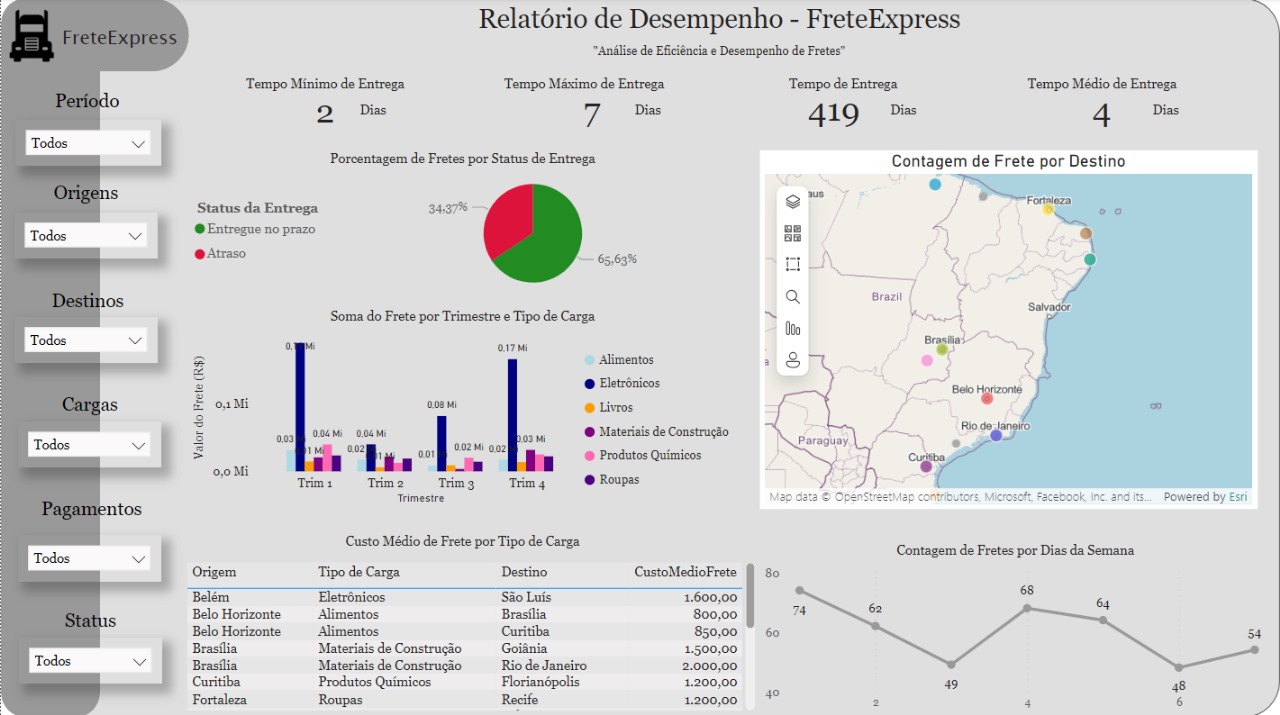 FreteExpress
Relatório de Desempenho - FreteExpress
"Análise de Eficiência e Desempenho de Fretes"
Tempo Mínimo de Entrega
2 Dias
Tempo Máximo de Entrega
7 Dias
Tempo de Entrega
419 Dias
Tempo Médio de Entrega
4 Dias
Período
Todos
Origens
Todos
Destinos
Todos
Cargas
Todos
Pagamentos
Todos
Status
Todos
Porcentagem de Fretes por Status de Entrega
Status da Entrega
Entregue no prazo
Atraso
34,37%
65,63%
Soma do Frete por Trimestre e Tipo de Carga
Valor do Frete (R$)
0,1 Mi
0,0 Mi
0,03
0,04 Mi
0,02
0,04 Mi
0,01
0,08 Mi
0,02 Mi
0,02
0,17 Mi
0,03 Mi
Trim 1
Trim 2
Trim 3
Trim 4
Trimestre
Alimentos
Eletrônicos
Livros
Materiais de Construção
Produtos Químicos
Roupas
Contagem de Frete por Destino
aus
Fortaleza
Brazil
Salvador
Brasília
Belo Horizonte
Rio de Janeiro
Paraguay
Curitiba
Map data © OpenStreetMap contributors, Microsoft, Facebook, Inc. and its... Powered by Esri
Custo Médio de Frete por Tipo de Carga
Origem Tipo de Carga Destino CustoMedioFrete
Belém Eletrônicos São Luís 1.600,00
Belo Horizonte Alimentos Brasília 800,00
Belo Horizonte Alimentos Curitiba 850,00
Brasília Materiais de Construção Goiânia 1.500,00
Brasília Materiais de Construção Rio de Janeiro 2.000,00
Curitiba Produtos Químicos Florianópolis 1.200,00
Fortaleza Roupas Recife 1.200,00
Contagem de Fretes por Dias da Semana
80
60
40
74
62
49
68
64
48
54
2
4
6